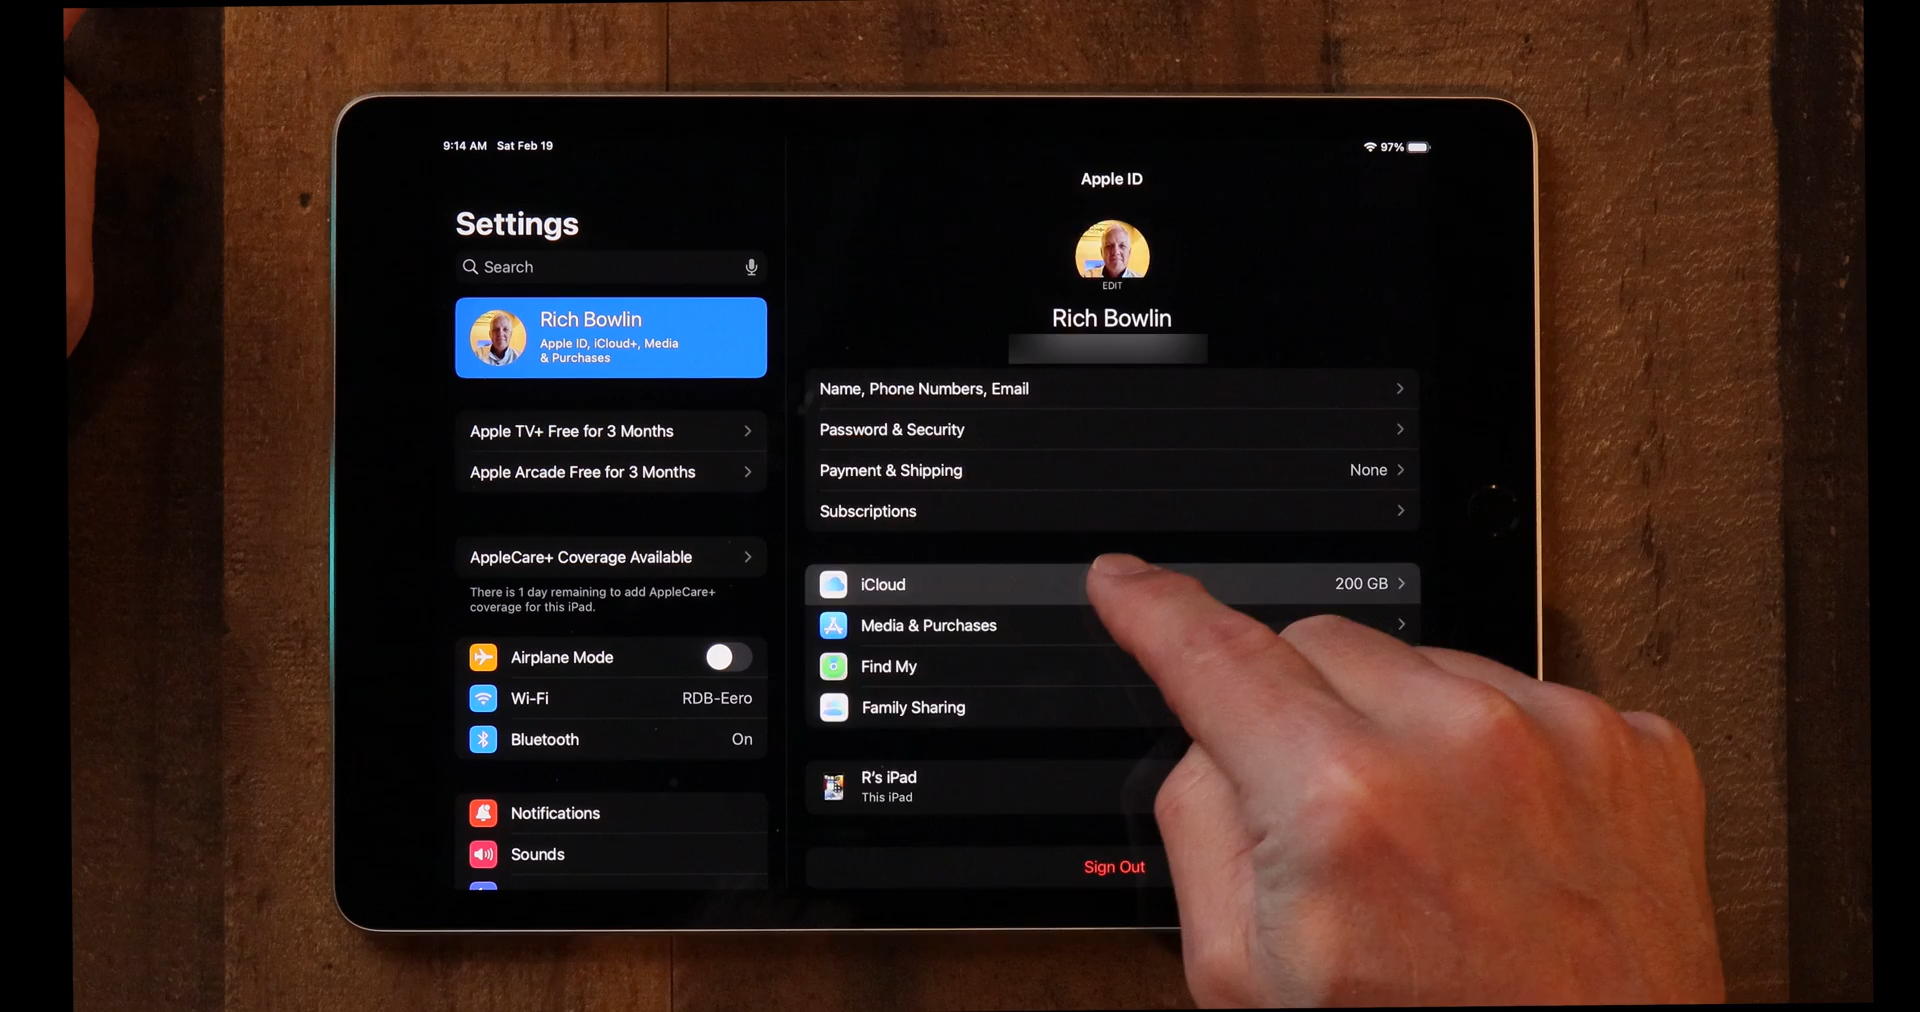 9:14 AM Sat Feb 19
97%
Settings
Search
Rich Bowlin
Apple ID, iCloud+, Media
& Purchases
Apple TV+ Free for 3 Months
Apple Arcade Free for 3 Months
AppleCare+ Coverage Available
There is 1 day remaining to add AppleCare+
coverage for this iPad.
Airplane Mode
Wi-Fi RDB-Eero
Bluetooth On
Notifications
Sounds
Apple ID
EDIT
Rich Bowlin
Name, Phone Numbers, Email
Password & Security
Payment & Shipping None
Subscriptions
iCloud 200 GB
Media & Purchases
Find My
Family Sharing
R's iPad
This iPad
Sign Out